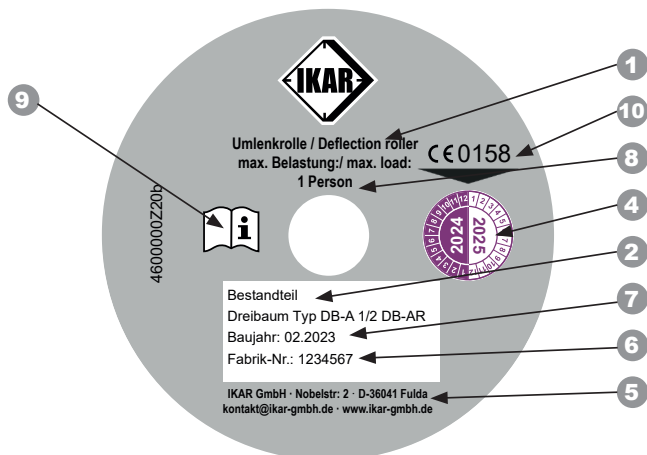 IKAR
Umlenkrolle / Deflection roller
max. Belastung:/ max. load:
1 Person
CE0158
4600000Z20b
i
2024
2025
Bestandteil
Dreibaum Typ DB-A 1/2 DB-AR
Baujahr: 02.2023
Fabrik-Nr.: 1234567
IKAR GmbH · Nobelstr: 2 · D-36041 Fulda
kontakt@ikar-gmbh.de · www.ikar-gmbh.de
9
1
10
8
4
2
7
6
5